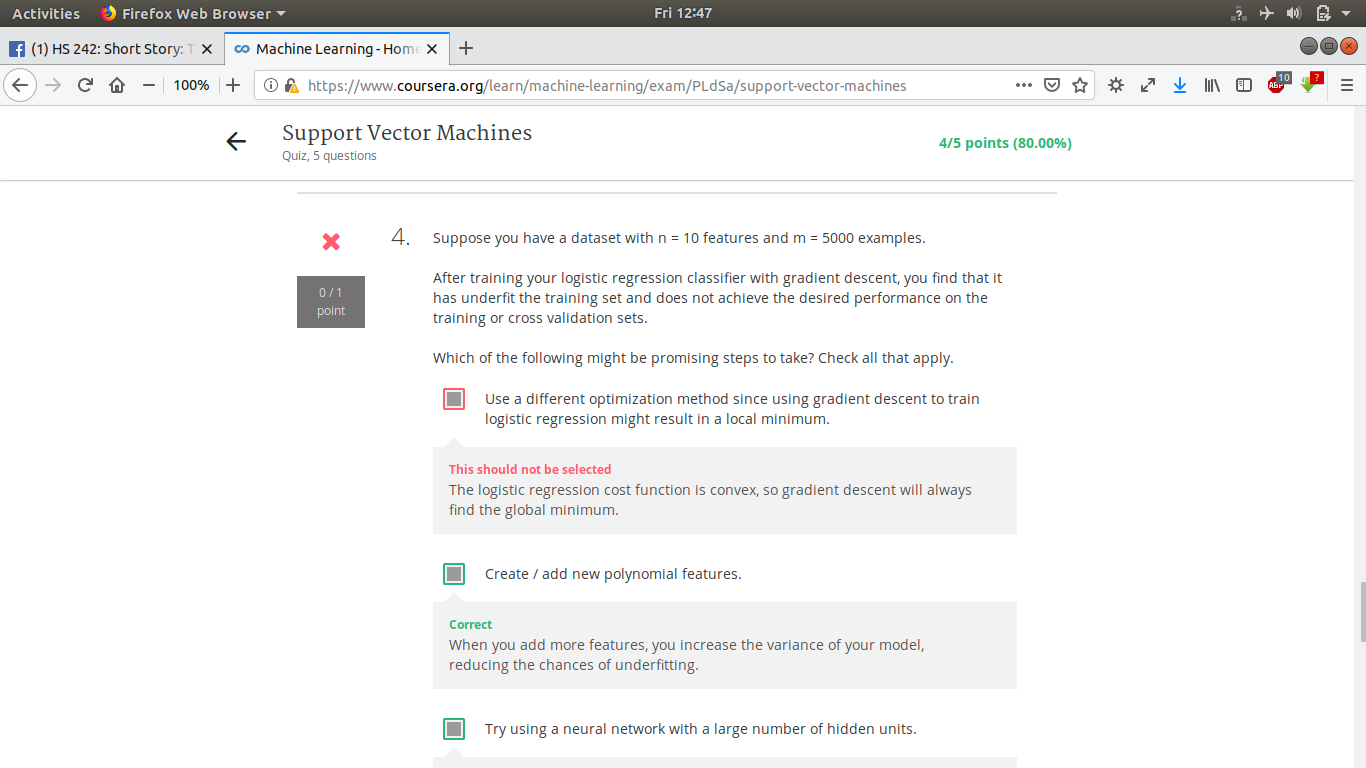 Activities Firefox Web Browser Fri 12:47
(1) HS 242: Short Story: T Machine Learning - Home
100% https://www.coursera.org/learn/machine-learning/exam/PLdSa/support-vector-machines ABP 10 ?
Support Vector Machines
Quiz, 5 questions
4/5 points (80.00%)
0 / 1
point
4. Suppose you have a dataset with n = 10 features and m = 5000 examples.
After training your logistic regression classifier with gradient descent, you find that it
has underfit the training set and does not achieve the desired performance on the
training or cross validation sets.
Which of the following might be promising steps to take? Check all that apply.
Use a different optimization method since using gradient descent to train
logistic regression might result in a local minimum.
This should not be selected
The logistic regression cost function is convex, so gradient descent will always
find the global minimum.
Create / add new polynomial features.
Correct
When you add more features, you increase the variance of your model,
reducing the chances of underfitting.
Try using a neural network with a large number of hidden units.